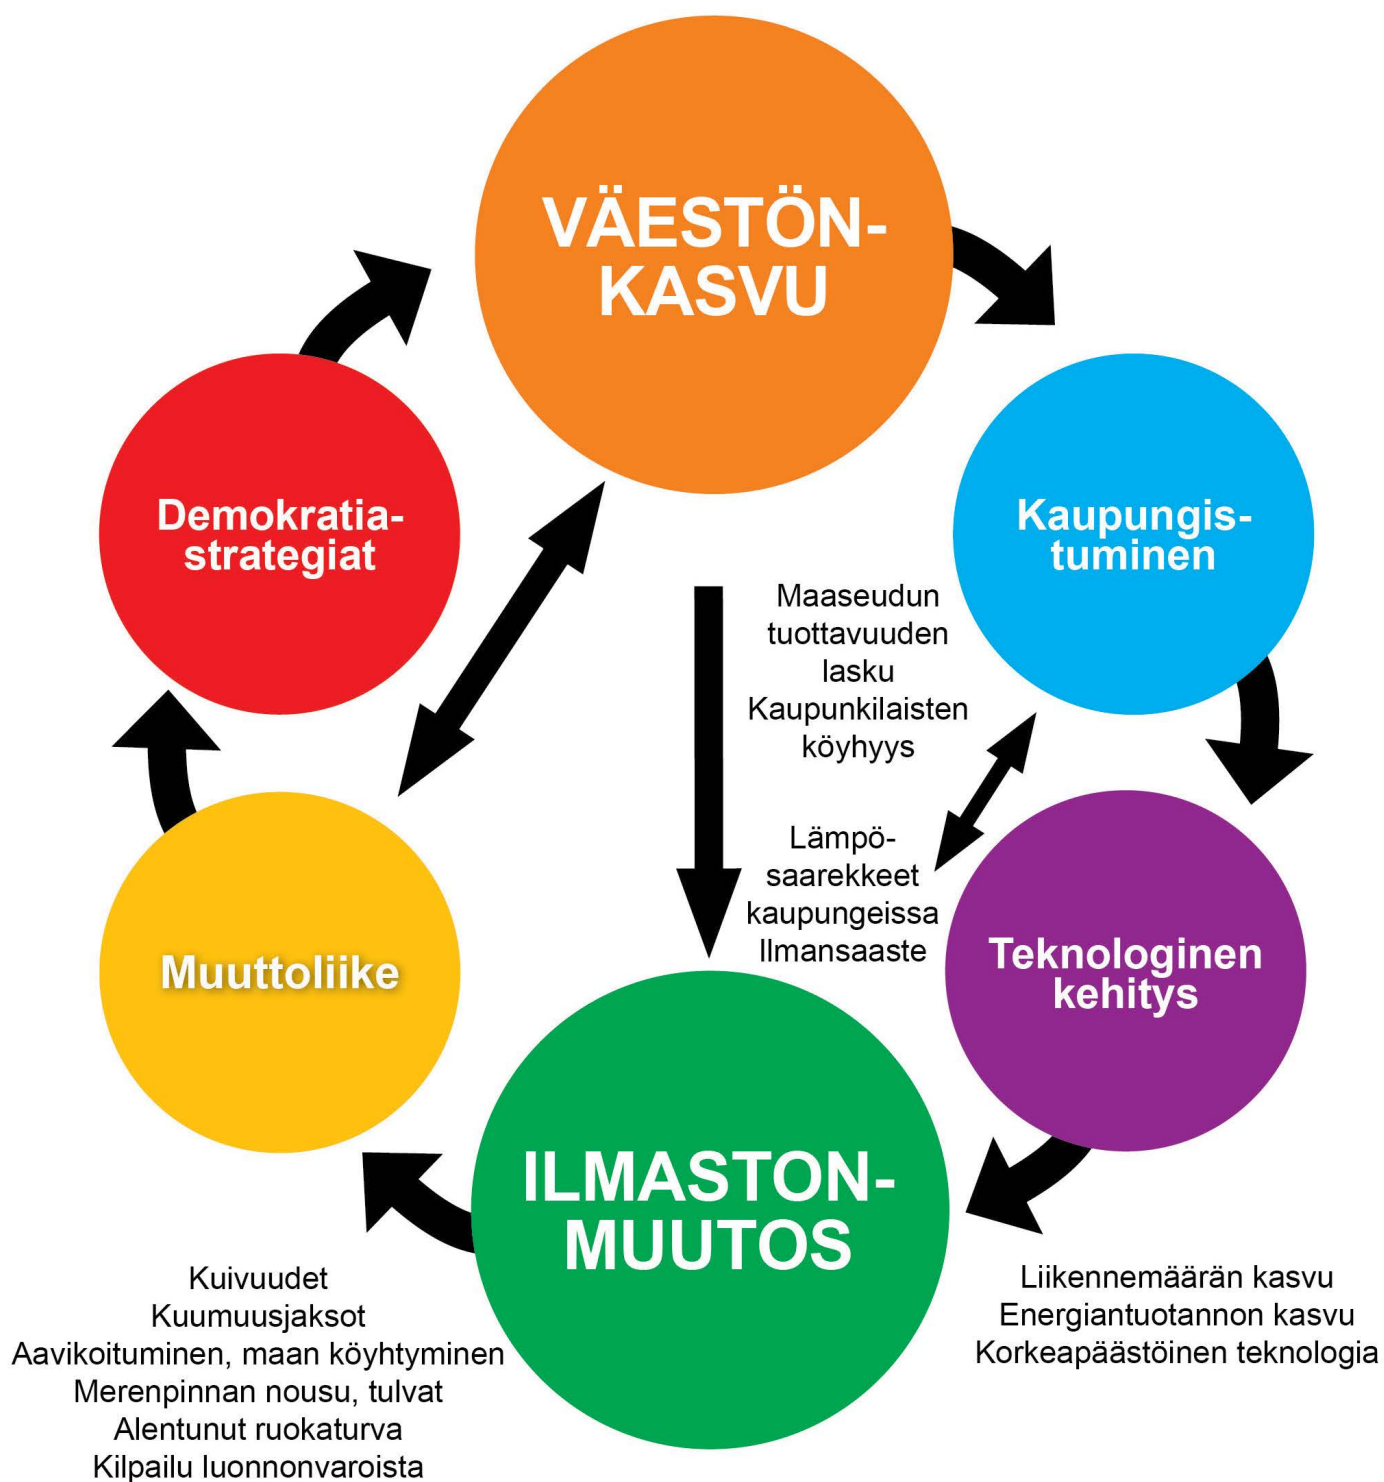 VÄESTÖN-
KASVU
Demokratia-
strategiat
Kaupungis-
tuminen
Maaseudun
tuottavuuden
lasku
Kaupunkilaisten
köyhyys
Lämpö-
saarekkeet
kaupungeissa
Ilmansaaste
Muuttoliike
Teknologinen
kehitys
ILMASTON-
MUUTOS
Kuivuudet
Kuumuusjaksot
Aavikoituminen, maan köyhtyminen
Merenpinnan nousu, tulvat
Alentunut ruokaturva
Kilpailu luonnonvaroista
Liikennemäärän kasvu
Energiantuotannon kasvu
Korkeapäästöinen teknologia